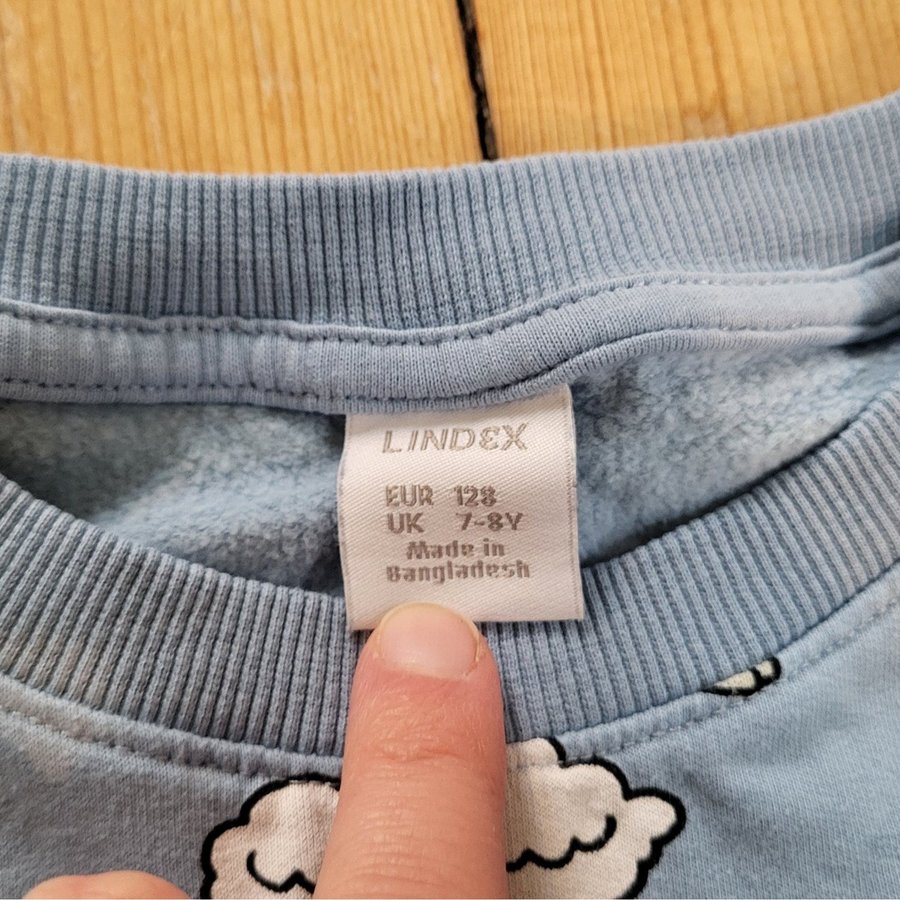 LINDEX
EUR 128
UK 7-8Y
Made in
Bangladesh